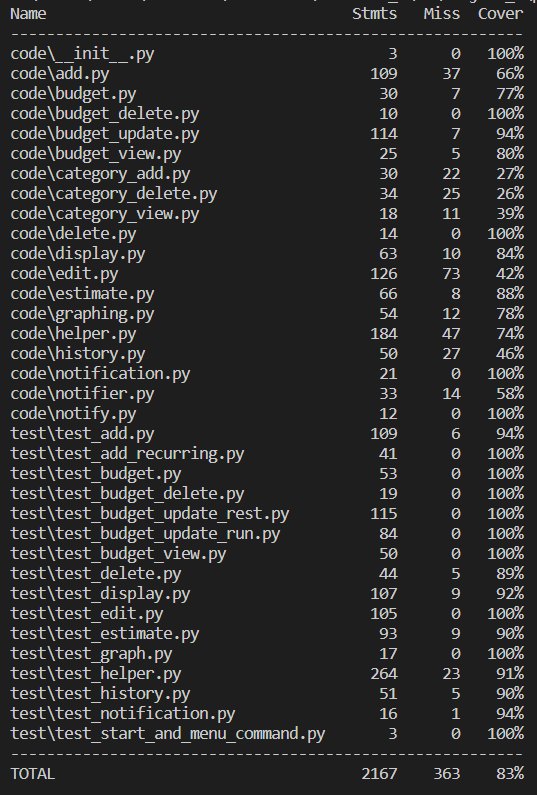 Name Stmts Miss Cover
---------------------------------------------------------
code\__init__.py 3 0 100%
code\add.py 109 37 66%
code\budget.py 30 7 77%
code\budget_delete.py 10 0 100%
code\budget_update.py 114 7 94%
code\budget_view.py 25 5 80%
code\category_add.py 30 22 27%
code\category_delete.py 34 25 26%
code\category_view.py 18 11 39%
code\delete.py 14 0 100%
code\display.py 63 10 84%
code\edit.py 126 73 42%
code\estimate.py 66 8 88%
code\graphing.py 54 12 78%
code\helper.py 184 47 74%
code\history.py 50 27 46%
code\notification.py 21 0 100%
code\notifier.py 33 14 58%
code\notify.py 12 0 100%
test\test_add.py 109 6 94%
test\test_add_recurring.py 41 0 100%
test\test_budget.py 53 0 100%
test\test_budget_delete.py 19 0 100%
test\test_budget_update_rest.py 115 0 100%
test\test_budget_update_run.py 84 0 100%
test\test_budget_view.py 50 0 100%
test\test_delete.py 44 5 89%
test\test_display.py 107 9 92%
test\test_edit.py 105 0 100%
test\test_estimate.py 93 9 90%
test\test_graph.py 17 0 100%
test\test_helper.py 264 23 91%
test\test_history.py 51 5 90%
test\test_notification.py 16 1 94%
test\test_start_and_menu_command.py 3 0 100%
---------------------------------------------------------
TOTAL 2167 363 83%